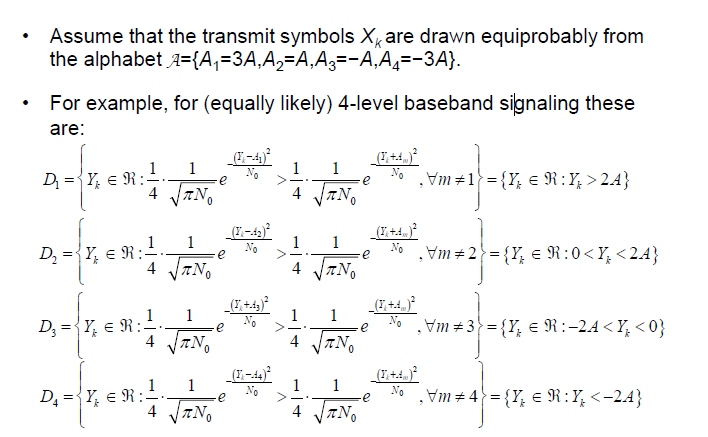 • Assume that the transmit symbols X_k are drawn equiprobably from
the alphabet 𝒜={A_1=3A,A_2=A,A_3=−A,A_4=−3A}.
• For example, for (equally likely) 4-level baseband signaling these
are:
D_1 = {Y_k ∈ ℜ : 1/4 · 1/√(πN_0) e^{-(Y_k−A_1)^2/N_0} > 1/4 · 1/√(πN_0) e^{-(Y_k+A_m)^2/N_0}, ∀m ≠ 1} = {Y_k ∈ ℜ : Y_k > 2A}
D_2 = {Y_k ∈ ℜ : 1/4 · 1/√(πN_0) e^{-(Y_k−A_2)^2/N_0} > 1/4 · 1/√(πN_0) e^{-(Y_k+A_m)^2/N_0}, ∀m ≠ 2} = {Y_k ∈ ℜ : 0 < Y_k < 2A}
D_3 = {Y_k ∈ ℜ : 1/4 · 1/√(πN_0) e^{-(Y_k+A_3)^2/N_0} > 1/4 · 1/√(πN_0) e^{-(Y_k+A_m)^2/N_0}, ∀m ≠ 3} = {Y_k ∈ ℜ : −2A < Y_k < 0}
D_4 = {Y_k ∈ ℜ : 1/4 · 1/√(πN_0) e^{-(Y_k−A_4)^2/N_0} > 1/4 · 1/√(πN_0) e^{-(Y_k+A_m)^2/N_0}, ∀m ≠ 4} = {Y_k ∈ ℜ : Y_k < −2A}